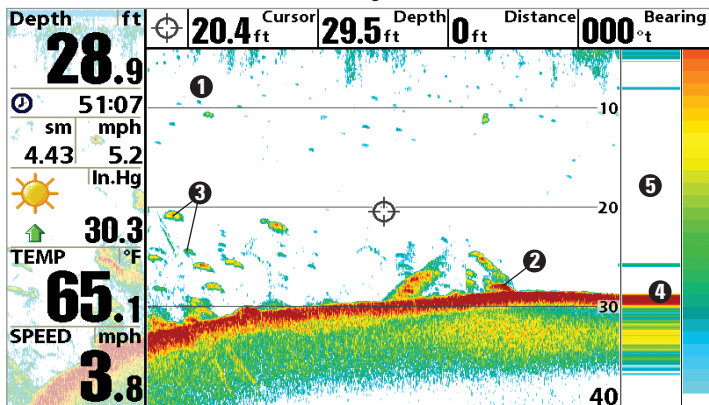 Depth ft
28.9
51:07
sm mph
4.43 5.2
In.Hg
30.3
TEMP °F
65.1
SPEED mph
3.8
Cursor
20.4 ft
Depth
29.5 ft
Distance
0 ft
Bearing
000 °t
1
10
5
3
20
2
4
30
40